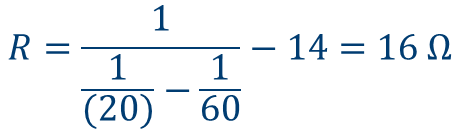 R = 1 / (1/(20) − 1/60) − 14 = 16 Ω